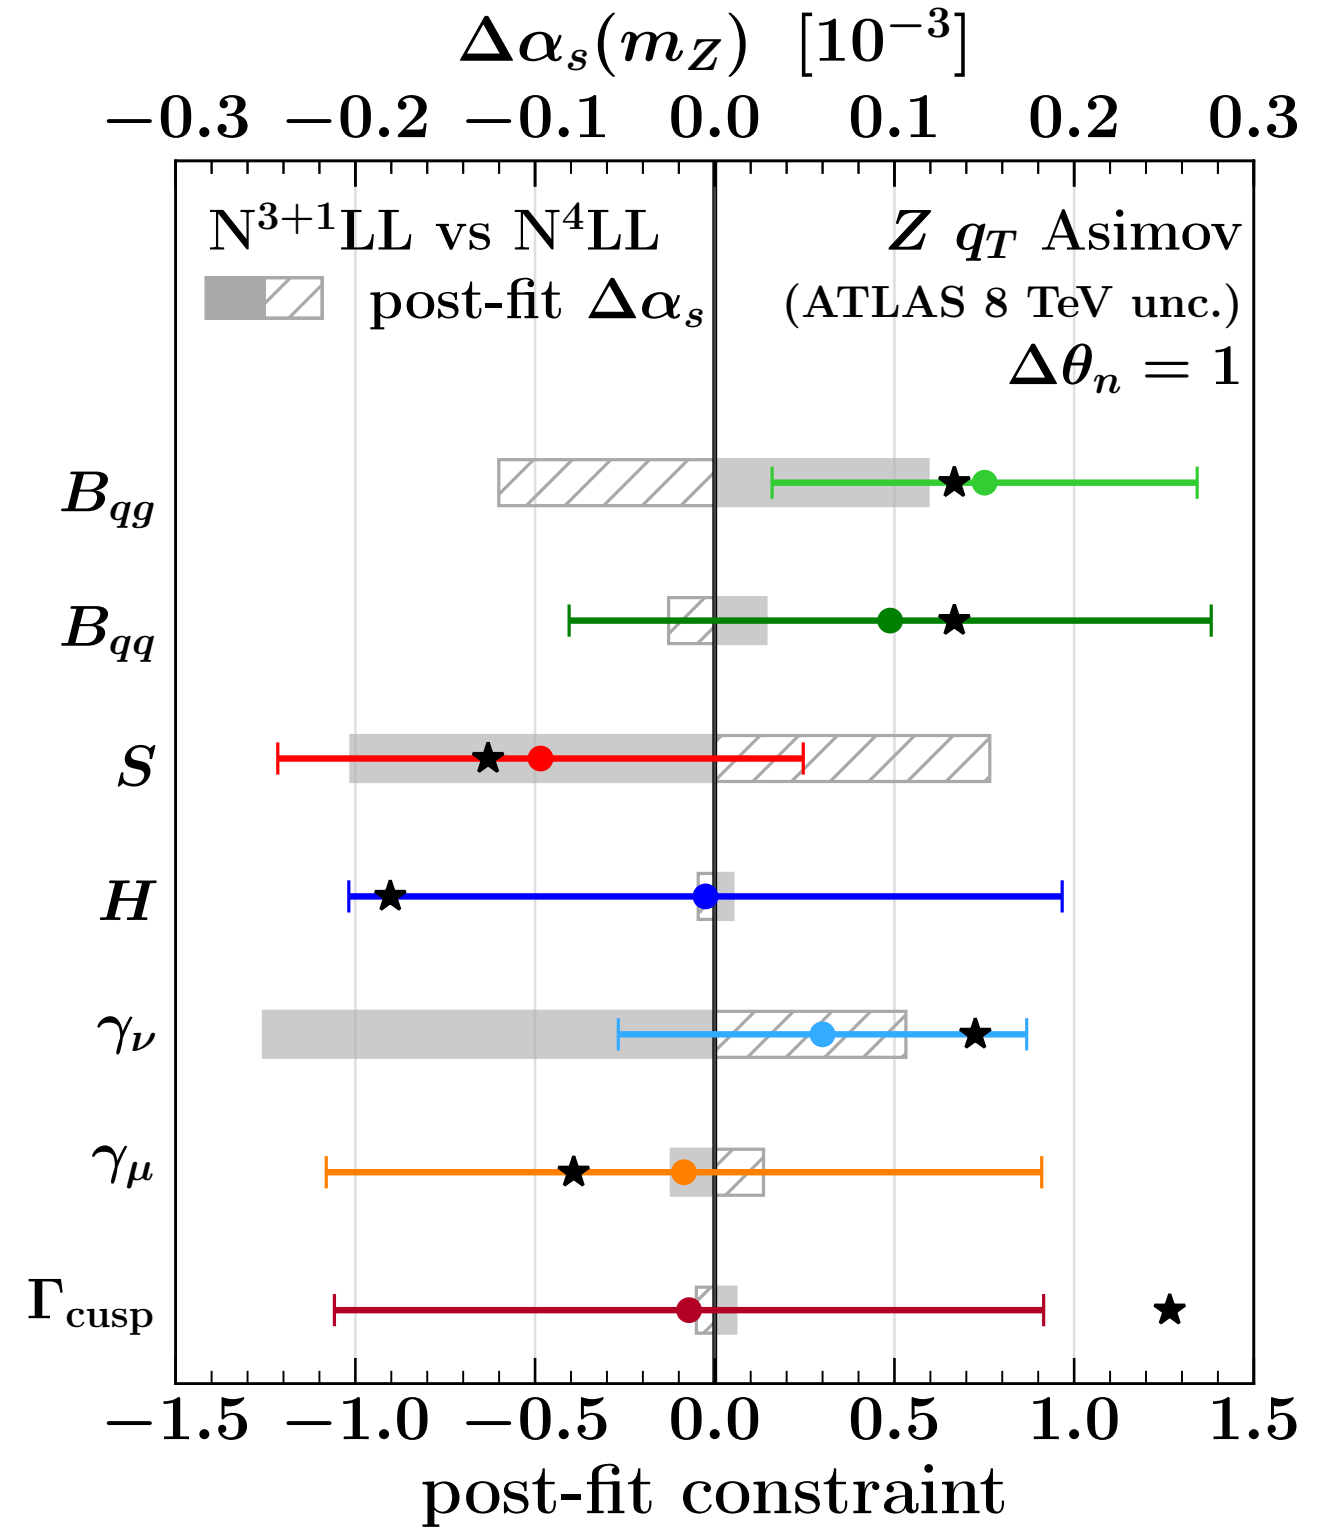 Δα_s(m_Z) [10^−3]
−0.3 −0.2 −0.1 0.0 0.1 0.2 0.3
N^3+1LL vs N^4LL
post-fit Δα_s
Z q_T Asimov
(ATLAS 8 TeV unc.)
Δθ_n = 1
B_qg
B_qq
S
H
γ_ν
γ_μ
Γ_cusp
−1.5 −1.0 −0.5 0.0 0.5 1.0 1.5
post-fit constraint